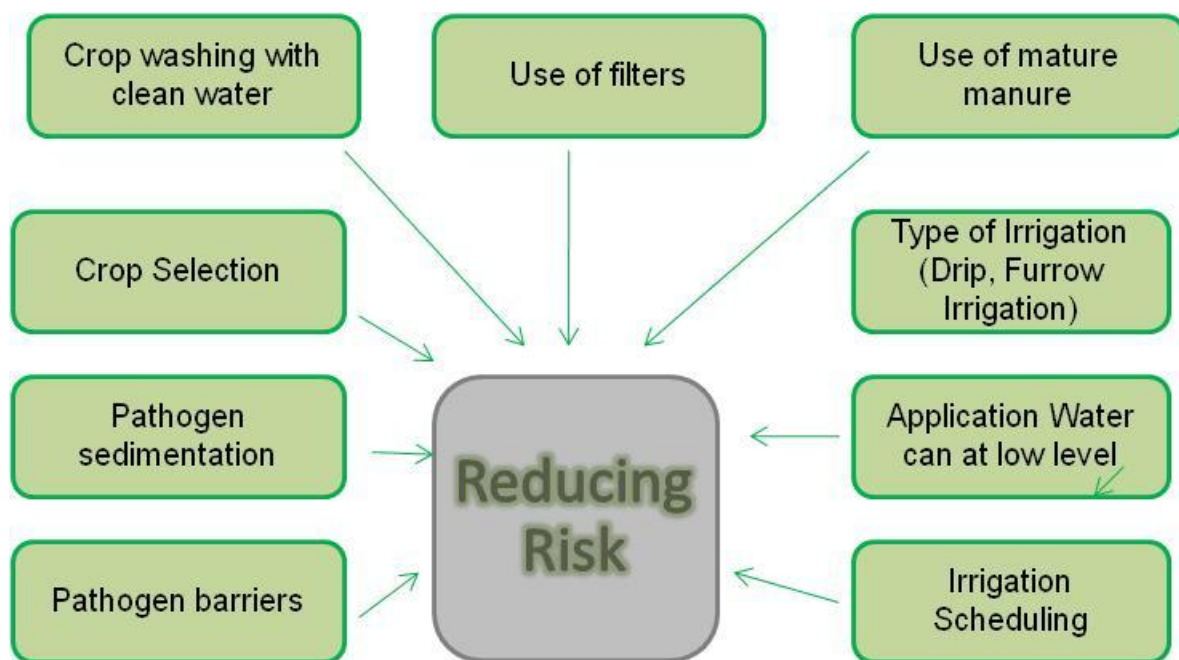 Crop washing with
clean water
Use of filters
Use of mature
manure
Crop Selection
Type of Irrigation
(Drip, Furrow
Irrigation)
Pathogen
sedimentation
Application Water
can at low level
Reducing
Risk
Pathogen barriers
Irrigation
Scheduling